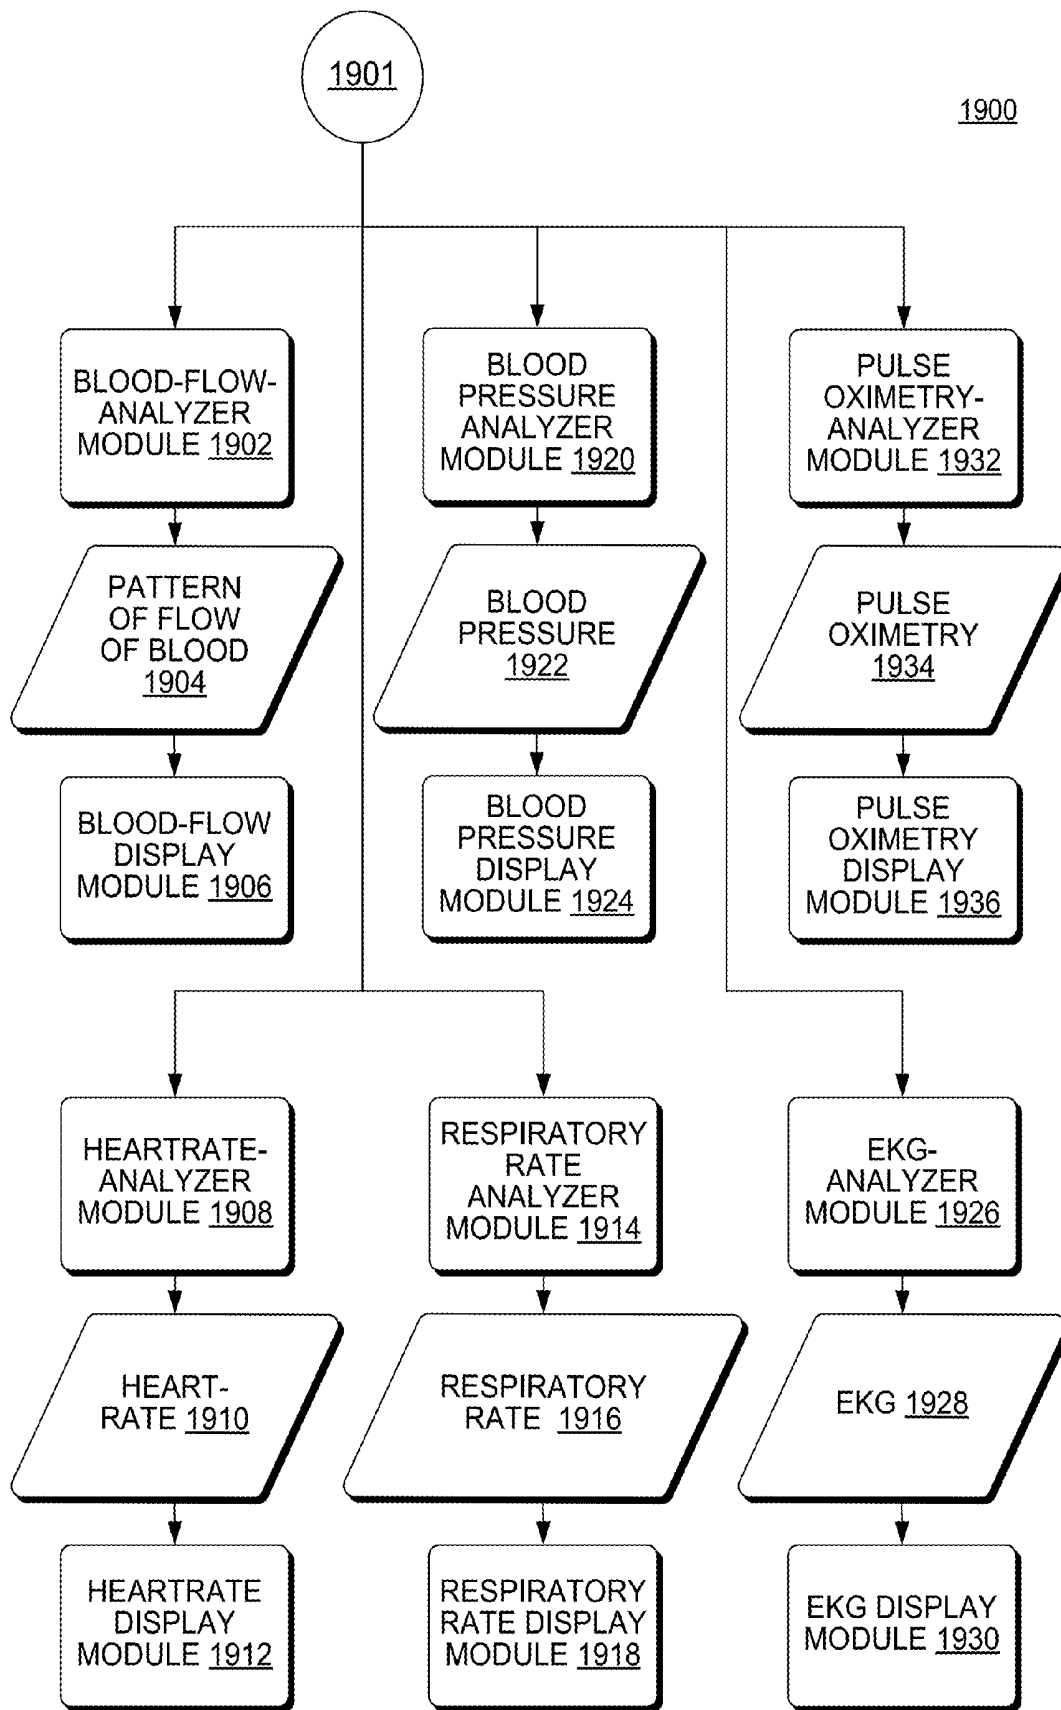 1901
1900
BLOOD-FLOW-
ANALYZER
MODULE 1902
BLOOD
PRESSURE
ANALYZER
MODULE 1920
PULSE
OXIMETRY-
ANALYZER
MODULE 1932
PATTERN
OF FLOW
OF BLOOD
1904
BLOOD
PRESSURE
1922
PULSE
OXIMETRY
1934
BLOOD-FLOW
DISPLAY
MODULE 1906
BLOOD
PRESSURE
DISPLAY
MODULE 1924
PULSE
OXIMETRY
DISPLAY
MODULE 1936
HEARTRATE-
ANALYZER
MODULE 1908
RESPIRATORY
RATE
ANALYZER
MODULE 1914
EKG-
ANALYZER
MODULE 1926
HEART-
RATE 1910
RESPIRATORY
RATE 1916
EKG 1928
HEARTRATE
DISPLAY
MODULE 1912
RESPIRATORY
RATE DISPLAY
MODULE 1918
EKG DISPLAY
MODULE 1930